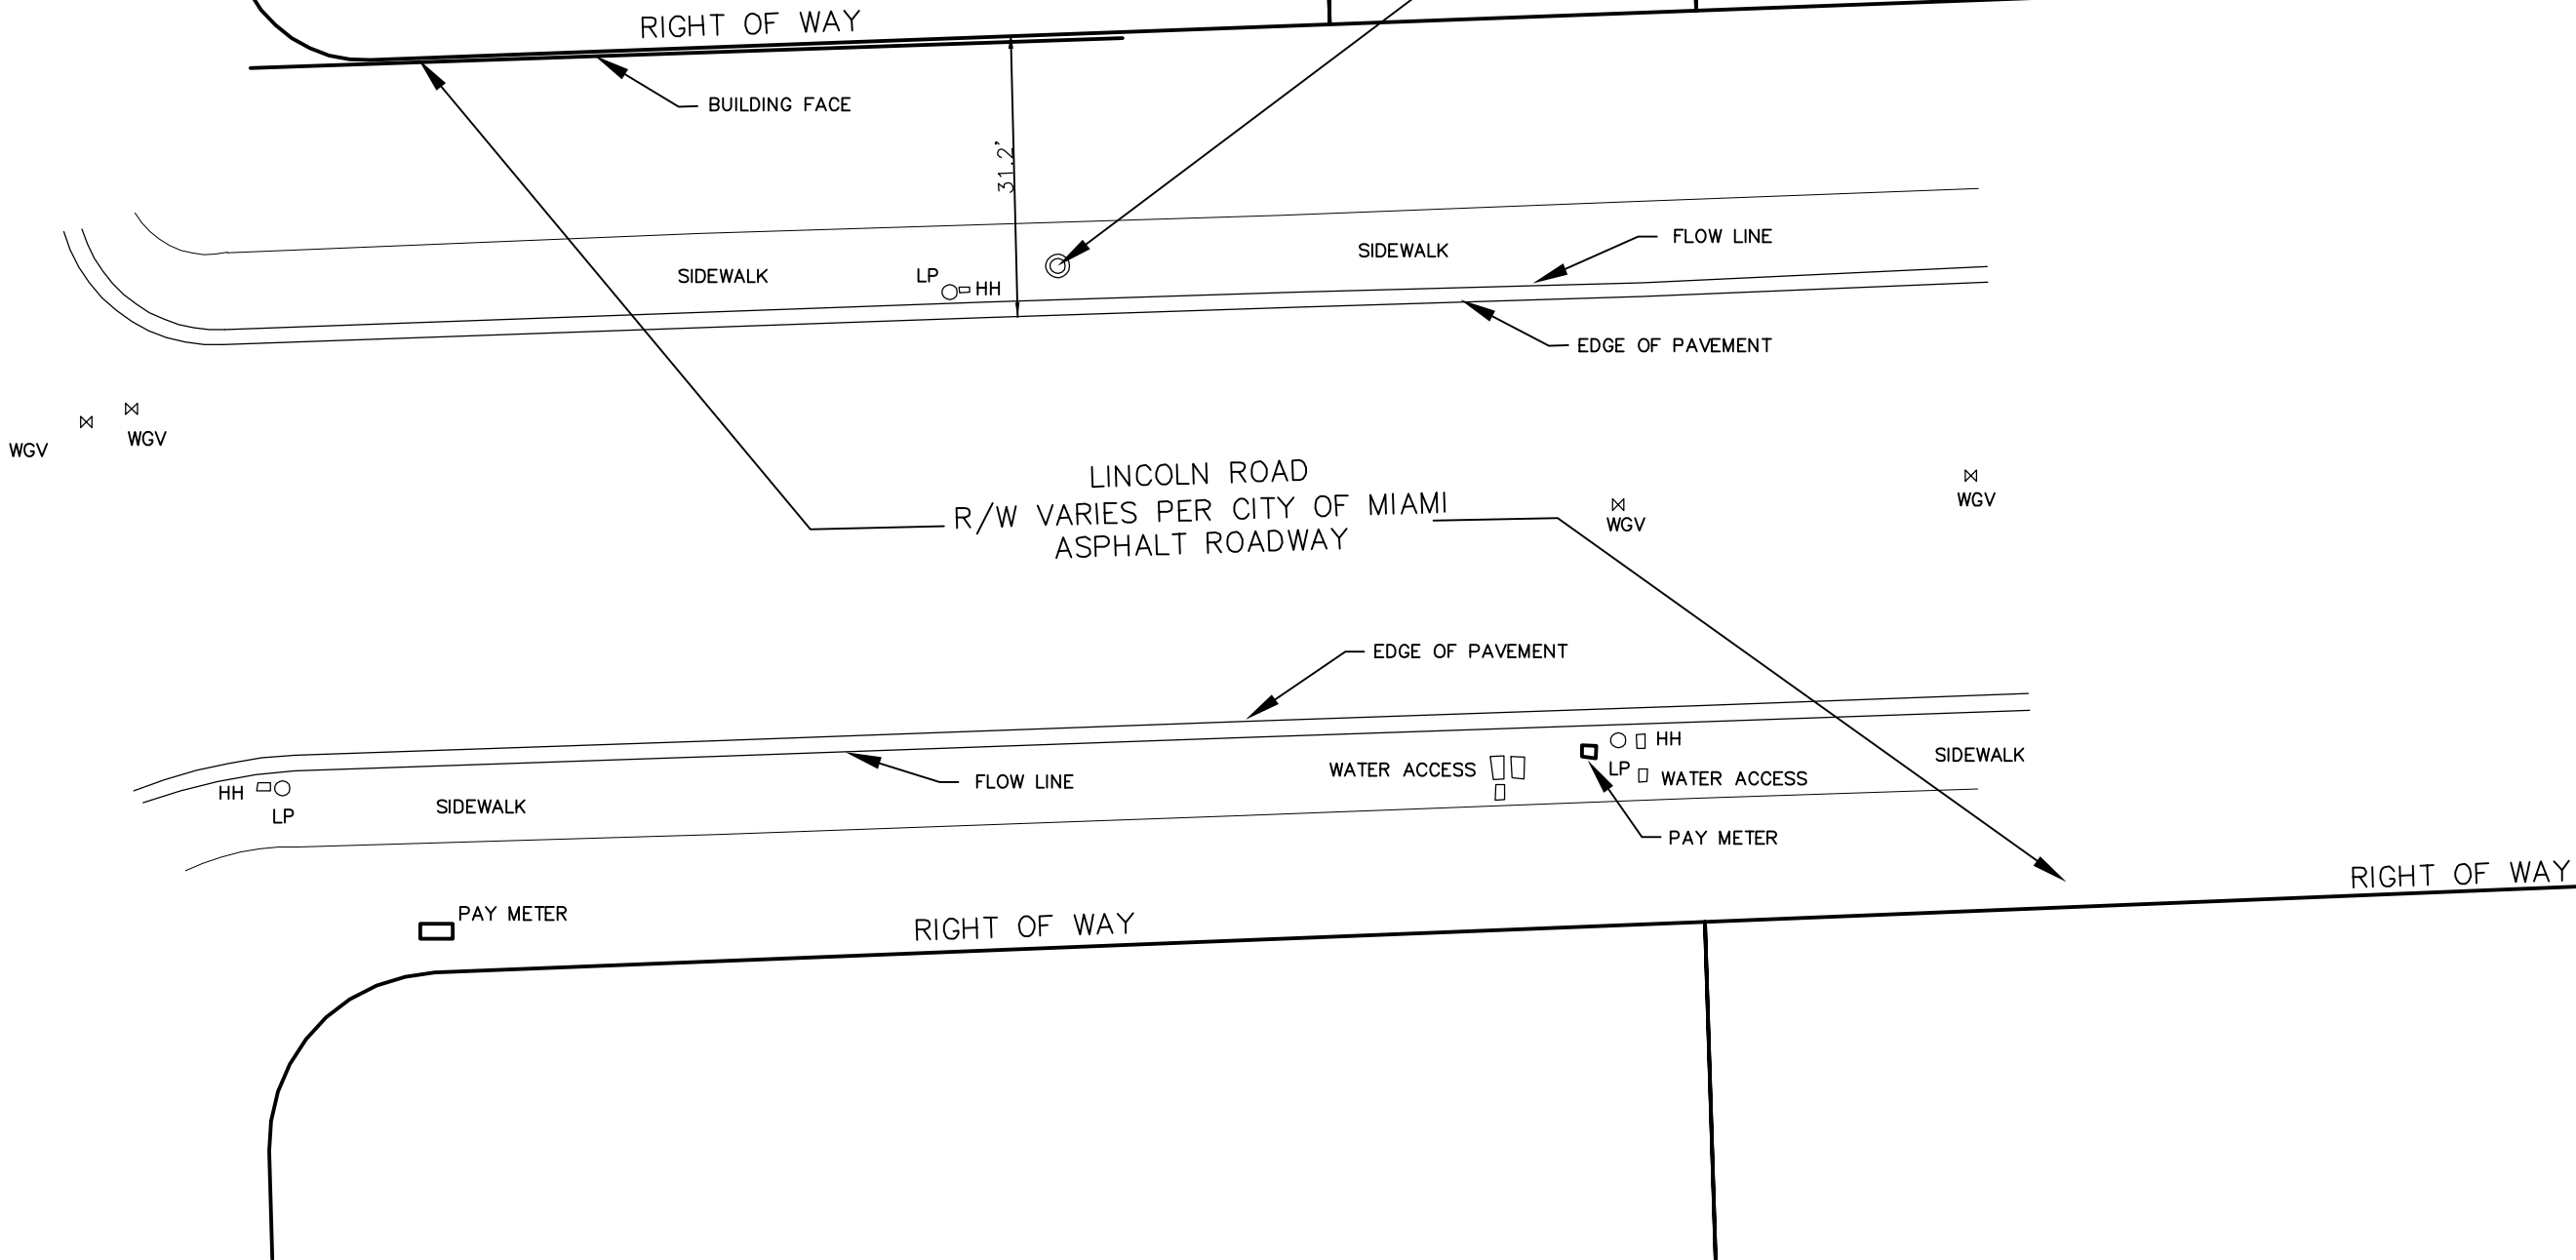 RIGHT OF WAY
BUILDING FACE
31.2'
FLOW LINE
SIDEWALK
SIDEWALK
LP
HH
EDGE OF PAVEMENT
WGV
WGV
LINCOLN ROAD
R/W VARIES PER CITY OF MIAMI
ASPHALT ROADWAY
WGV
WGV
EDGE OF PAVEMENT
HH
SIDEWALK
WATER ACCESS
LP
WATER ACCESS
FLOW LINE
HH
SIDEWALK
LP
PAY METER
RIGHT OF WAY
PAY METER
RIGHT OF WAY